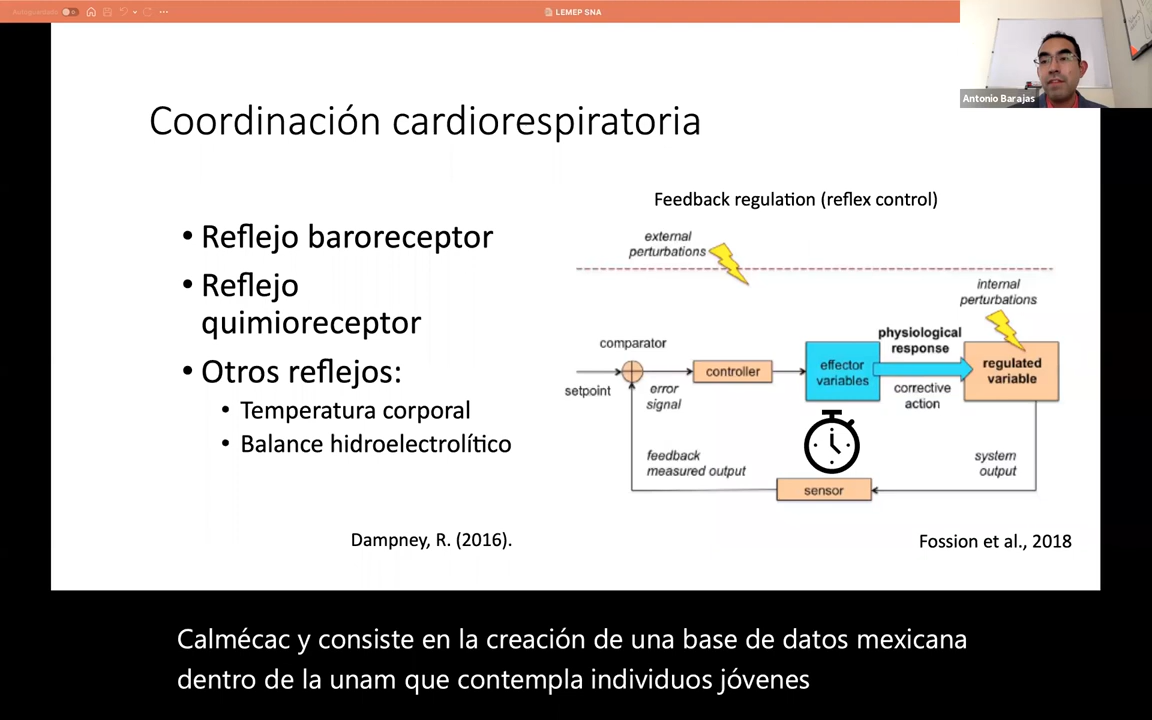 Autoguardado
LEMEP SNA
Antonio Barajas
Coordinación cardiorespiratoria
• Reflejo baroreceptor
• Reflejo
quimioreceptor
• Otros reflejos:
• Temperatura corporal
• Balance hidroelectrolítico
Dampney, R. (2016).
Feedback regulation (reflex control)
external
perturbations
internal
perturbations
comparator
setpoint
error
signal
controller
effector
variables
physiological
response
corrective
action
regulated
variable
feedback
measured output
sensor
system
output
Fossion et al., 2018
Calmécac y consiste en la creación de una base de datos mexicana
dentro de la unam que contempla individuos jóvenes